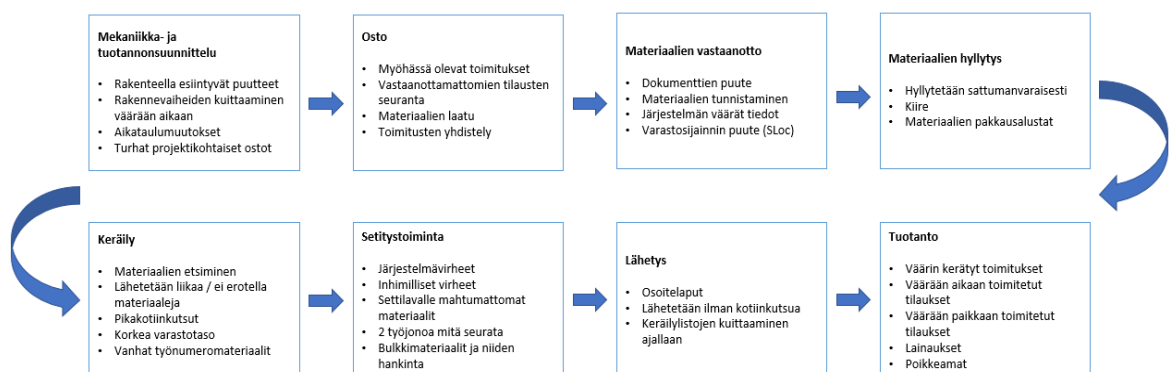 Mekaniikka- ja
tuotannonsuunnittelu
• Rakenteella esiintyvät puutteet
• Rakennevaiheiden kuittaaminen
väärään aikaan
• Aikataulumuutokset
• Turhat projektikohtaiset ostot
Osto
• Myöhässä olevat toimitukset
• Vastaanottamattomien tilausten
seuranta
• Materiaalien laatu
• Toimitusten yhdistely
Materiaalien vastaanotto
• Dokumenttien puute
• Materiaalien tunnistaminen
• Järjestelmän väärät tiedot
• Varastosijainnin puute (SLoc)
Materiaalien hyllytys
• Hyllytetään sattumanvaraisesti
• Kiire
• Materiaalien pakkausalustat
Keräily
• Materiaalien etsiminen
• Lähetetään liikaa / ei erotella
materiaaleja
• Pikakotiinkutsut
• Korkea varastotaso
• Vanhat työnumeromateriaalit
Setitystoiminta
• Järjestelmävirheet
• Inhimilliset virheet
• Settilavalle mahtumattomat
materiaalit
• 2 työjonoa mitä seurata
• Bulkkimateriaalit ja niiden
hankinta
Lähetys
• Osoitelaput
• Lähetetään ilman kotiinkutsua
• Keräilylistojen kuittaaminen
ajallaan
Tuotanto
• Väärin kerätyt toimitukset
• Väärään aikaan toimitetut
tilaukset
• Väärään paikkaan toimitetut
tilaukset
• Lainaukset
• Poikkeamat